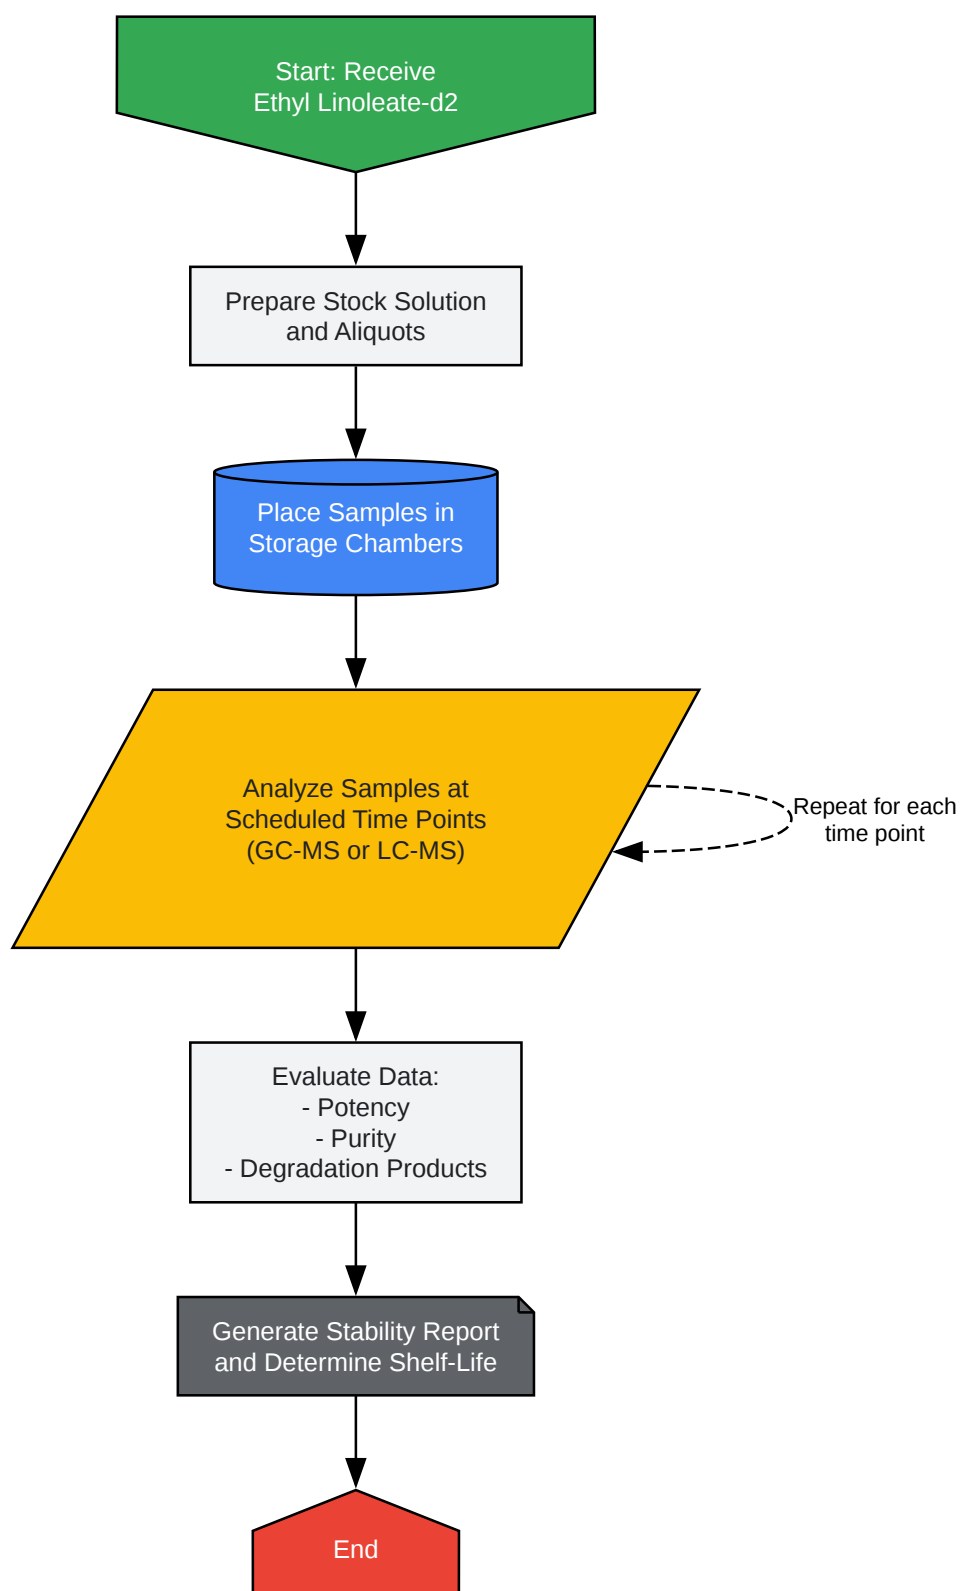 Start: Receive
Ethyl Linoleate-d2
Prepare Stock Solution
and Aliquots
Place Samples in
Storage Chambers
Analyze Samples at
Scheduled Time Points
(GC-MS or LC-MS)
Repeat for each
time point
Evaluate Data:
- Potency
- Purity
- Degradation Products
Generate Stability Report
and Determine Shelf-Life
End